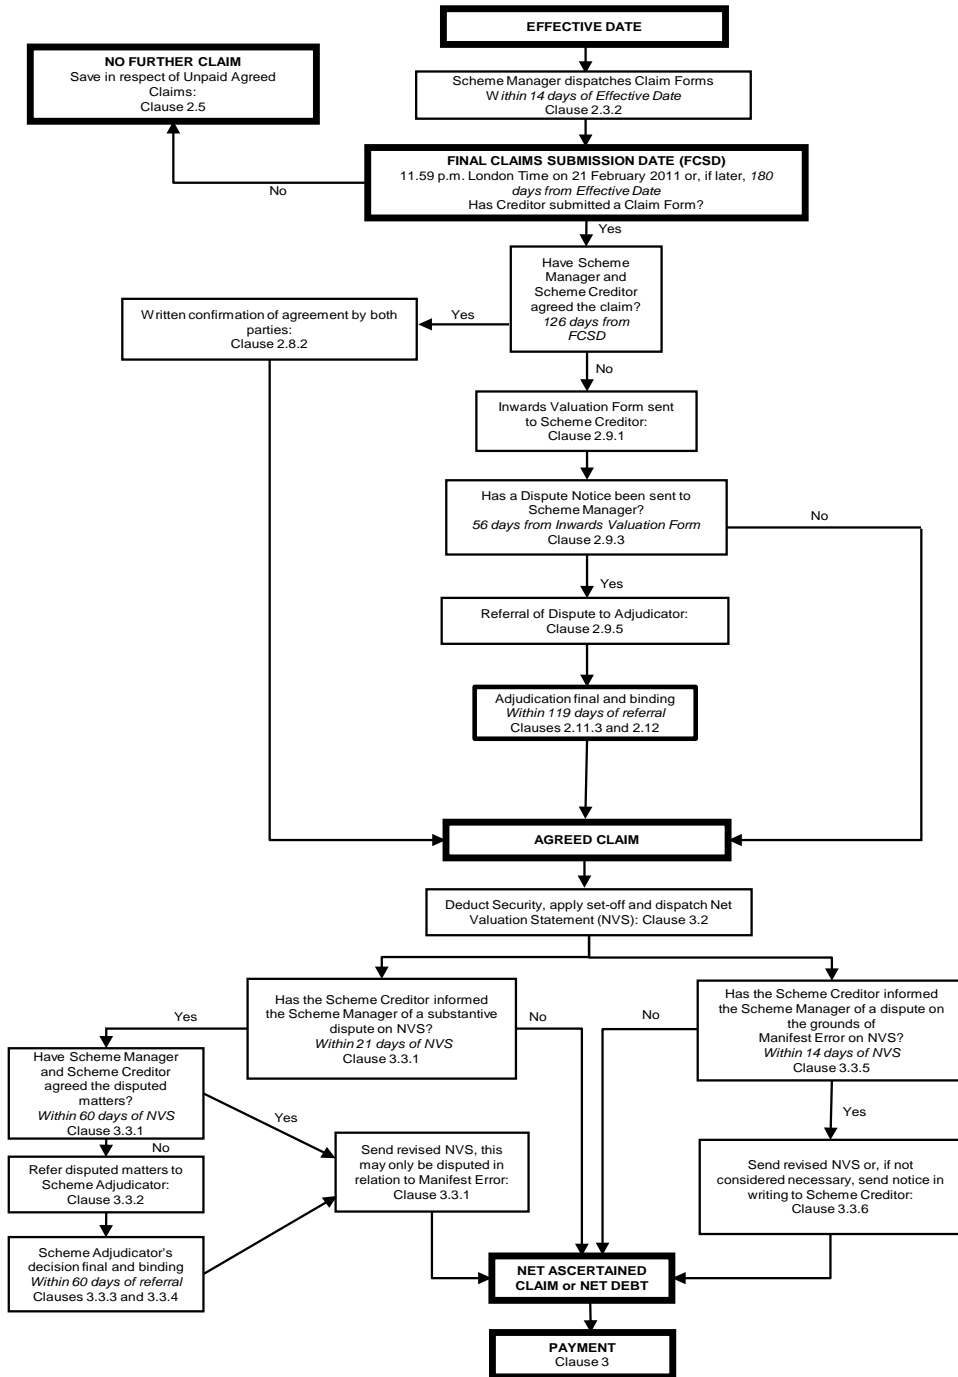 EFFECTIVE DATE
NO FURTHER CLAIM
Save in respect of Unpaid Agreed
Claims:
Clause 2.5
Scheme Manager dispatches Claim Forms
Within 14 days of Effective Date
Clause 2.3.2
FINAL CLAIMS SUBMISSION DATE (FCSD)
11.59 p.m. London Time on 21 February 2011 or, if later, 180
days from Effective Date
Has Creditor submitted a Claim Form?
No
Yes
Have Scheme
Manager and
Scheme Creditor
agreed the claim?
126 days from
FCSD
Yes
Written confirmation of agreement by both
parties:
Clause 2.8.2
No
Inwards Valuation Form sent
to Scheme Creditor:
Clause 2.9.1
Has a Dispute Notice been sent to
Scheme Manager?
56 days from Inwards Valuation Form
Clause 2.9.3
No
Yes
Referral of Dispute to Adjudicator:
Clause 2.9.5
Adjudication final and binding
Within 119 days of referral
Clauses 2.11.3 and 2.12
AGREED CLAIM
Deduct Security, apply set-off and dispatch Net
Valuation Statement (NVS): Clause 3.2
Has the Scheme Creditor informed
the Scheme Manager of a substantive
dispute on NVS?
Within 21 days of NVS
Clause 3.3.1
Yes
No
Has the Scheme Creditor informed
the Scheme Manager of a dispute on
the grounds of
Manifest Error on NVS?
Within 14 days of NVS
Clause 3.3.5
No
Yes
Have Scheme Manager
and Scheme Creditor
agreed the disputed
matters?
Within 60 days of NVS
Clause 3.3.1
Yes
No
Refer disputed matters to
Scheme Adjudicator:
Clause 3.3.2
Send revised NVS, this
may only be disputed in
relation to Manifest Error:
Clause 3.3.1
Send revised NVS or, if not
considered necessary, send notice in
writing to Scheme Creditor:
Clause 3.3.6
Scheme Adjudicator's
decision final and binding
Within 60 days of referral
Clauses 3.3.3 and 3.3.4
NET ASCERTAINED
CLAIM or NET DEBT
PAYMENT
Clause 3